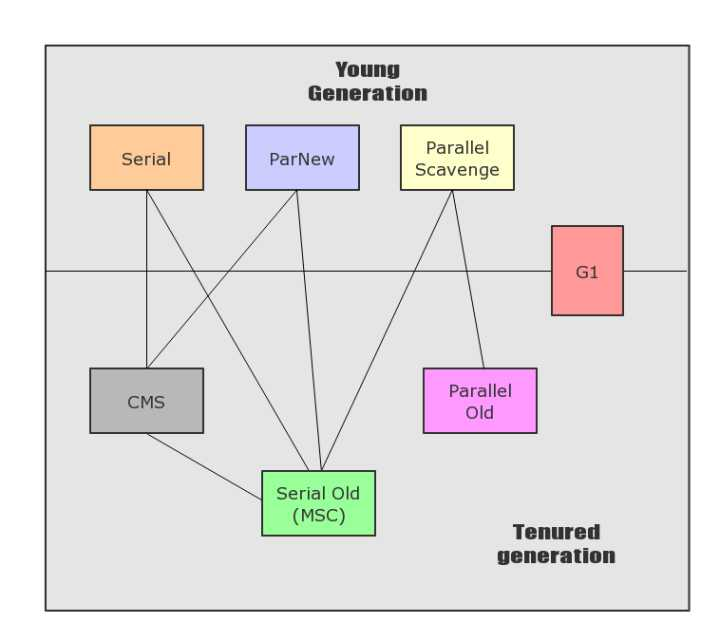 Young
Generation
Serial
ParNew
Parallel
Scavenge
G1
CMS
Parallel
Old
Serial Old
(MSC)
Tenured
generation